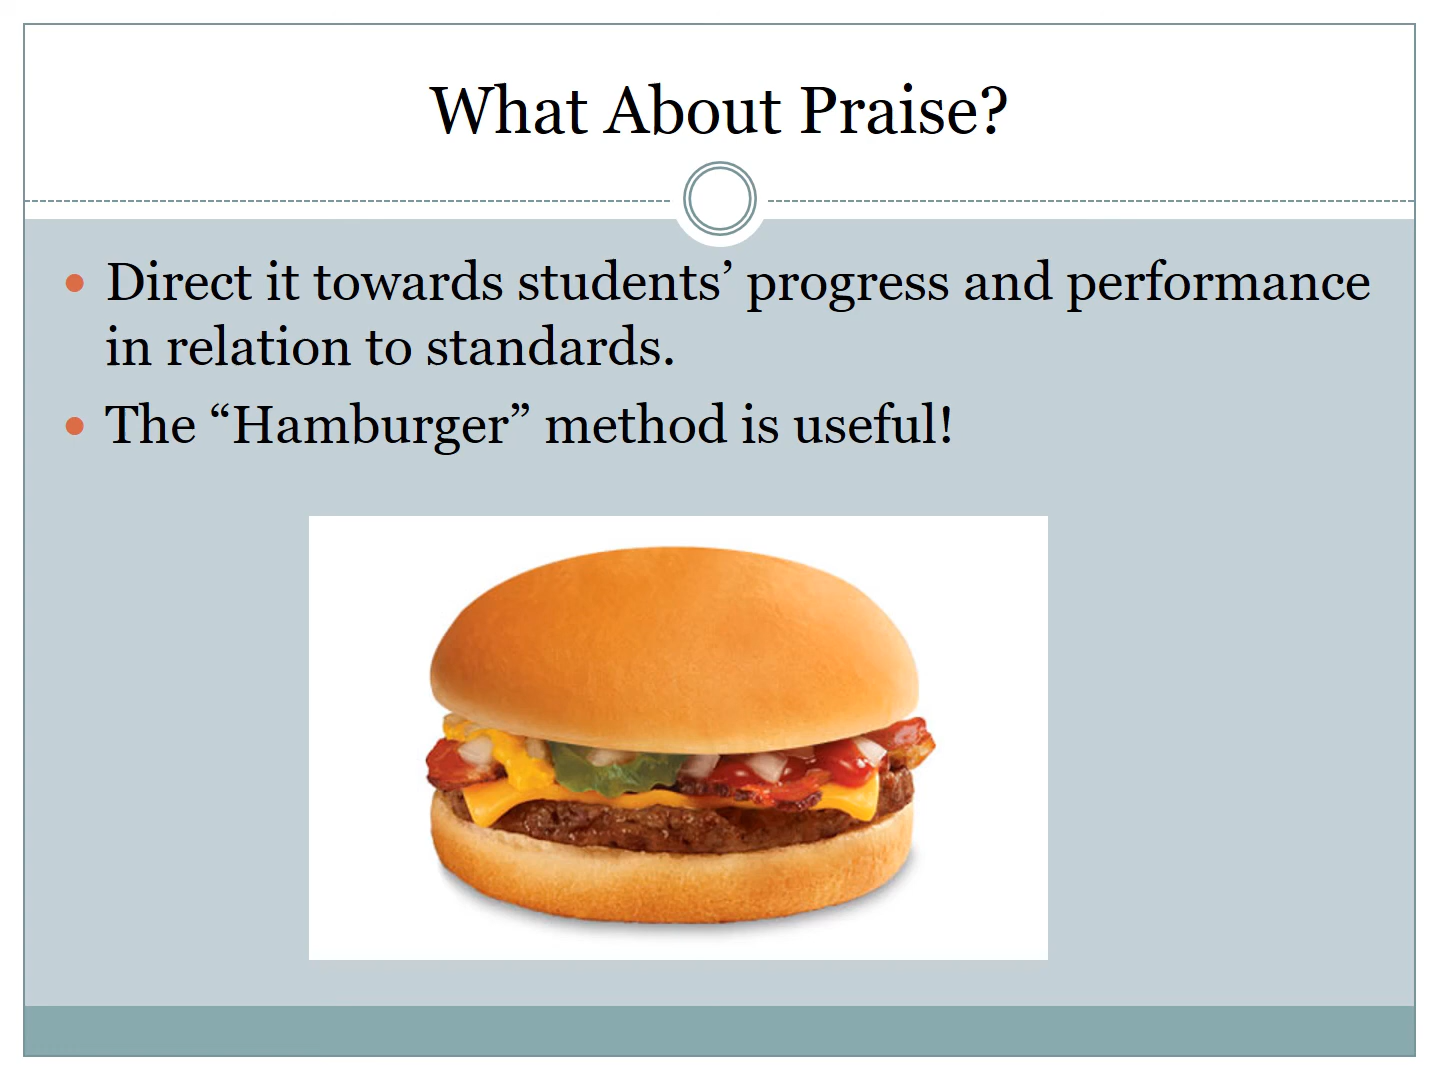 What About Praise?
• Direct it towards students’ progress and performance
in relation to standards.
• The “Hamburger” method is useful!